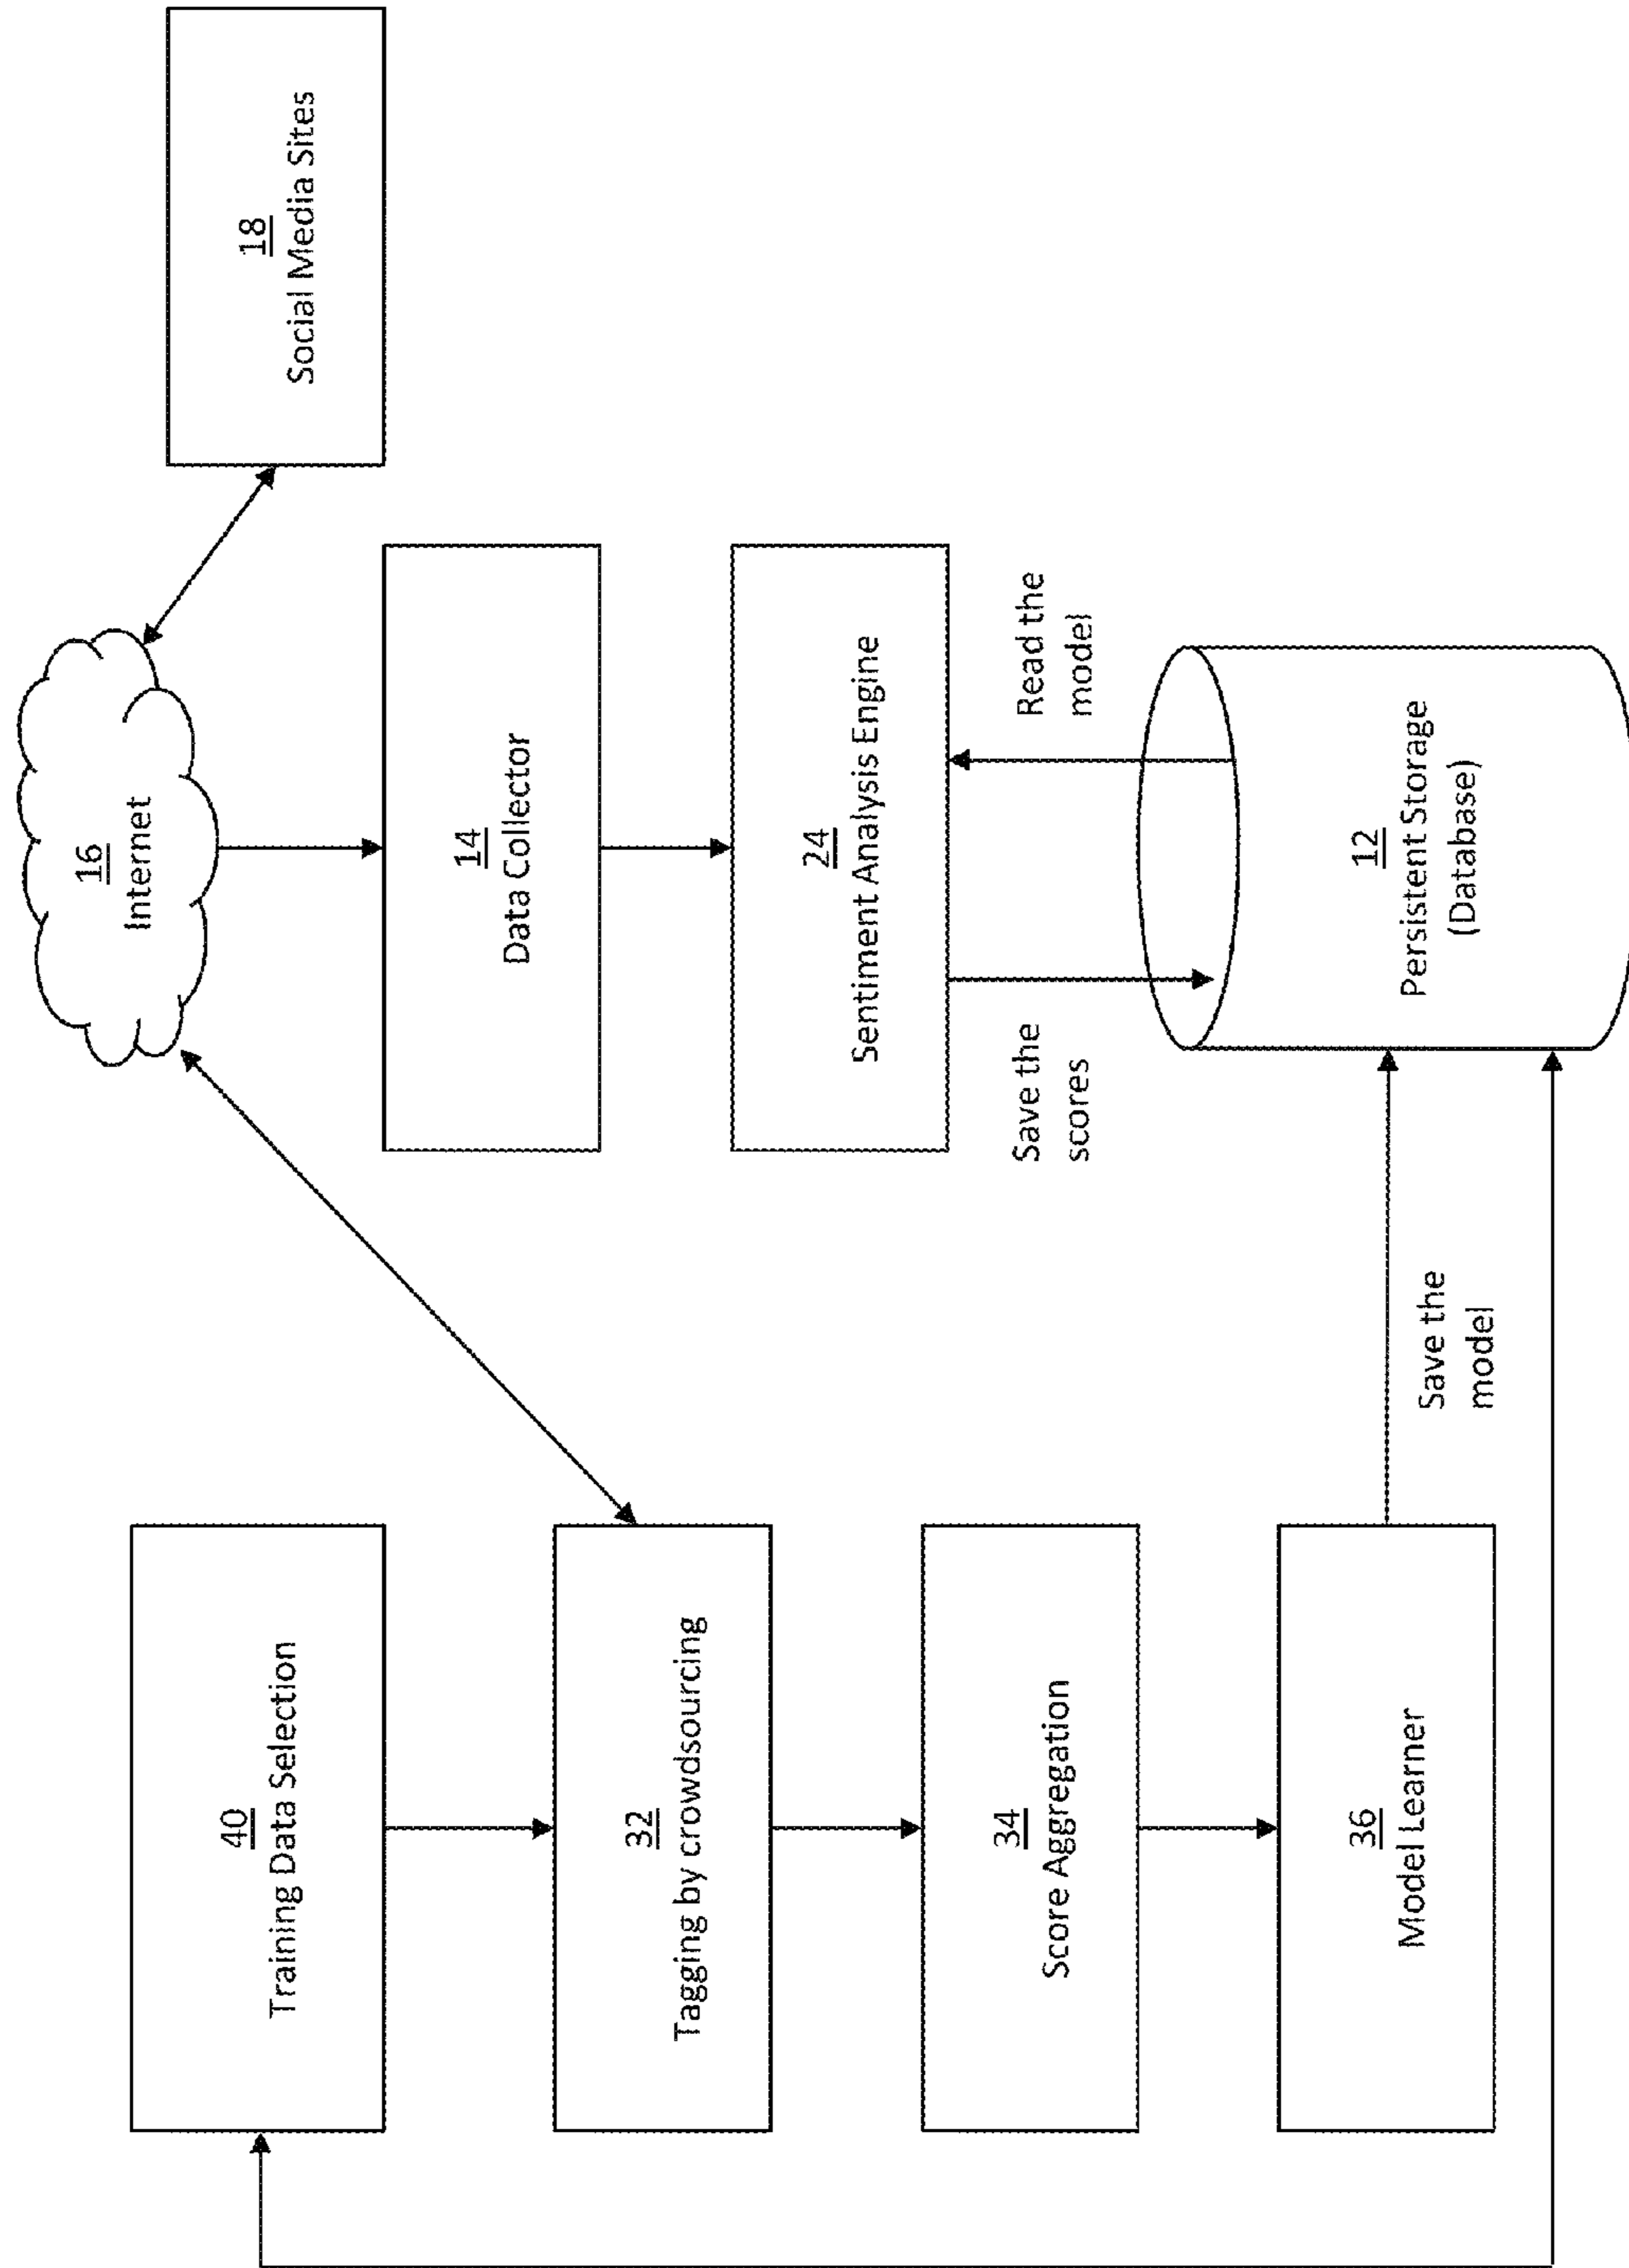 16
Internet
18
Social Media Sites
40
Training Data Selection
14
Data Collector
32
Tagging by crowdsourcing
24
Sentiment Analysis Engine
34
Score Aggregation
Save the
scores
Read the
model
36
Model Learner
Save the
model
12
Persistent Storage
(Database)